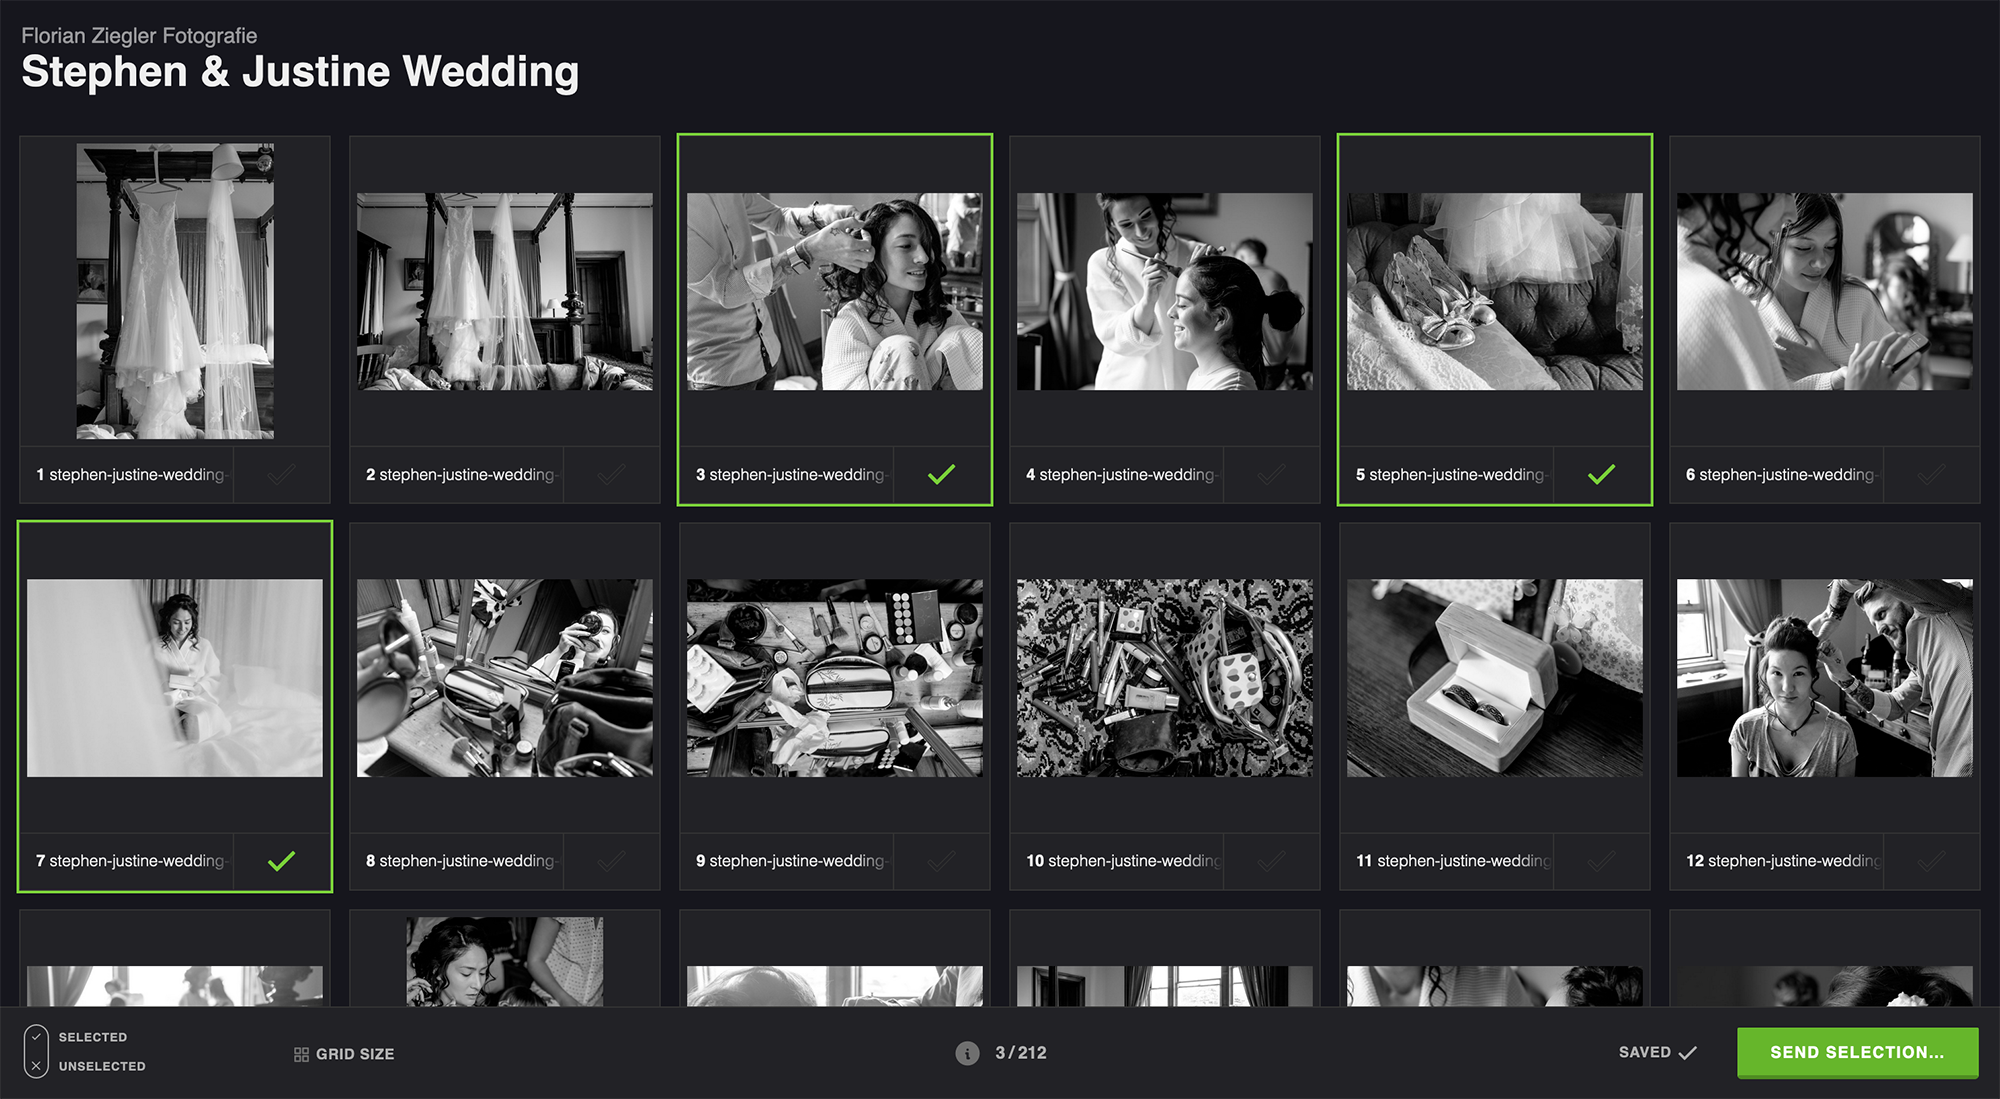 Florian Ziegler Fotografie
Stephen & Justine Wedding
1 stephen-justine-wedding-
2 stephen-justine-wedding-
3 stephen-justine-wedding-
4 stephen-justine-wedding-
5 stephen-justine-wedding-
6 stephen-justine-wedding-
7 stephen-justine-wedding-
8 stephen-justine-wedding-
9 stephen-justine-wedding-
10 stephen-justine-wedding
11 stephen-justine-wedding
12 stephen-justine-wedding
SELECTED
UNSELECTED
GRID SIZE
3/212
SAVED
SEND SELECTION...